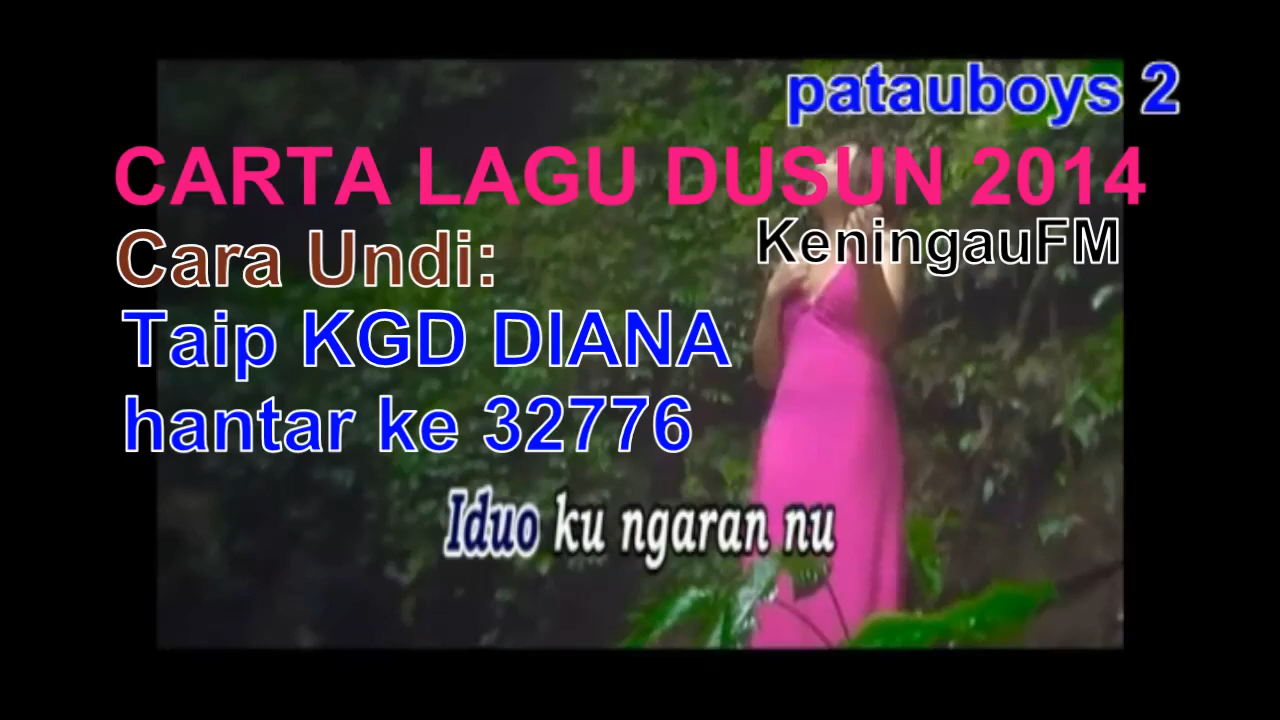 patauboys 2
CARTA LAGU DUSUN 2014
KeningauFM
Cara Undi:
Taip KGD DIANA
hantar ke 32776
Iduo ku ngaran nu